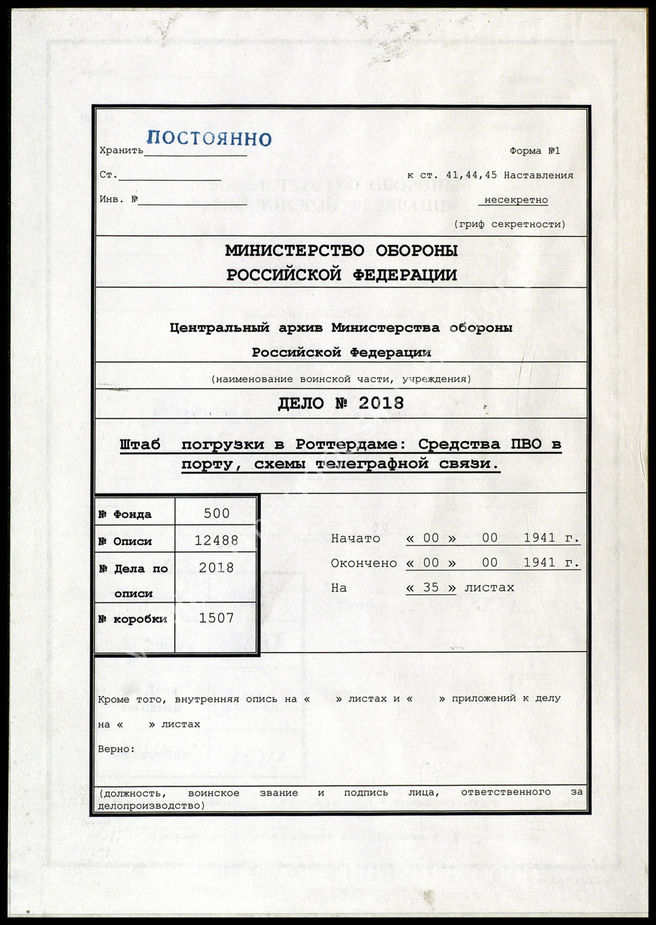 Хранить ПОСТОЯННО
Форма №1
Ст.
к ст. 41,44,45 Наставления
Инв. №
несекретно
(гриф секретности)
МИНИСТЕРСТВО ОБОРОНЫ
РОССИЙСКОЙ ФЕДЕРАЦИИ
Центральный архив Министерства обороны
Российской Федерации
(наименование воинской части, учреждения)
ДЕЛО № 2018
Штаб погрузки в Роттердаме: Средства ПВО в
порту, схемы телеграфной связи.
№ Фонда 500
№ Описи 12488
№ Дела по 2018
описи
№ коробки 1507
Начато « 00 » 00 1941 г.
Окончено « 00 » 00 1941 г.
На « 35 » листах
Кроме того, внутренняя опись на « » листах и « » приложений к делу
на « » листах
Верно:
(должность, воинское звание и подпись лица, ответственного за
делопроизводство)